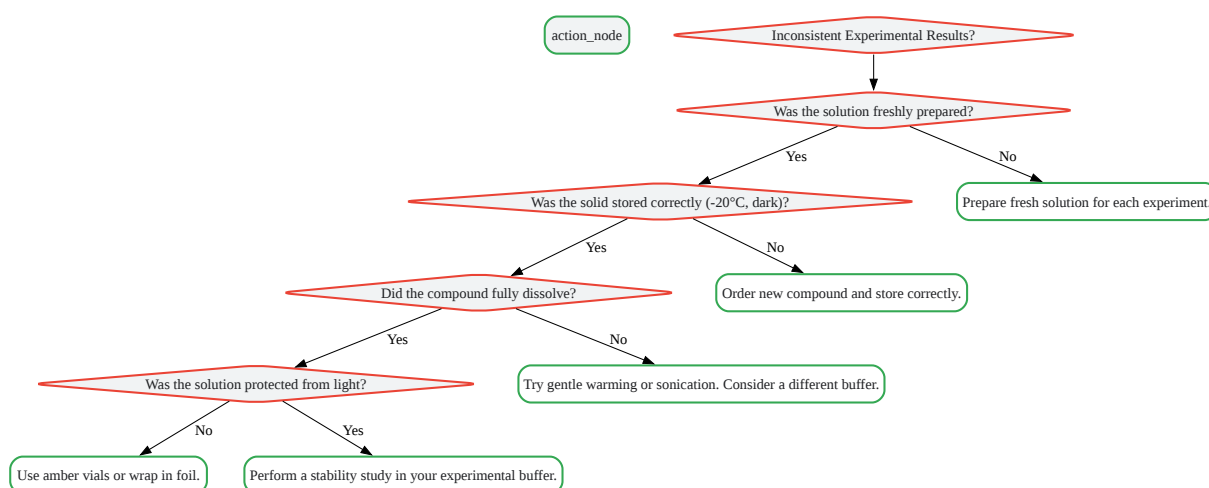 action_node
Inconsistent Experimental Results?
Was the solution freshly prepared?
Yes
No
Was the solid stored correctly (-20°C, dark)?
Prepare fresh solution for each experiment.
Yes
No
Did the compound fully dissolve?
Order new compound and store correctly.
Yes
No
Was the solution protected from light?
Try gentle warming or sonication. Consider a different buffer.
No
Yes
Use amber vials or wrap in foil.
Perform a stability study in your experimental buffer.